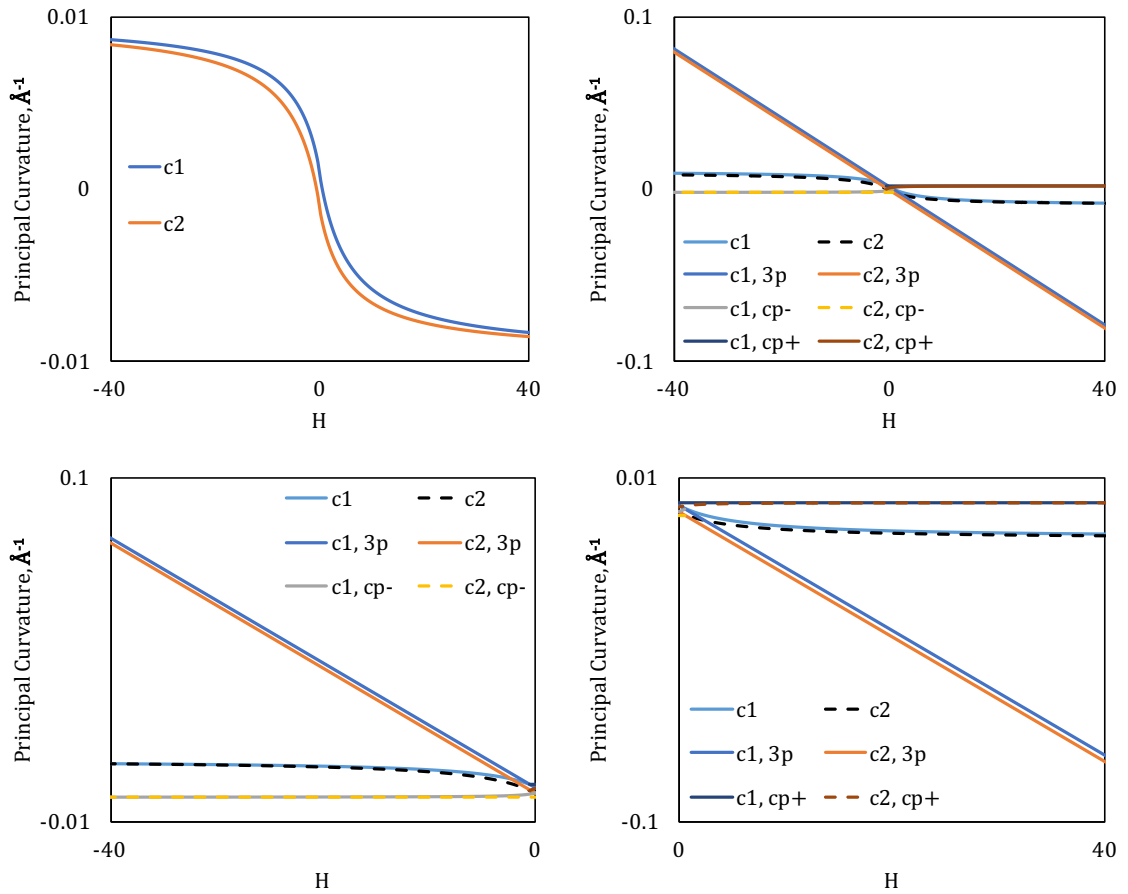 0.01
Principal Curvature, Å⁻¹
0
-0.01
c1
c2
-40
0
40
H
0.1
Principal Curvature, Å⁻¹
0
-0.1
c1
c2
c1, 3p
c2, 3p
c1, cp-
c2, cp-
c1, cp+
c2, cp+
-40
0
40
H
0.1
Principal Curvature, Å⁻¹
-0.01
c1
c2
c1, 3p
c2, 3p
c1, cp-
c2, cp-
-40
0
H
0.01
Principal Curvature, Å⁻¹
-0.1
c1
c2
c1, 3p
c2, 3p
c1, cp+
c2, cp+
0
40
H